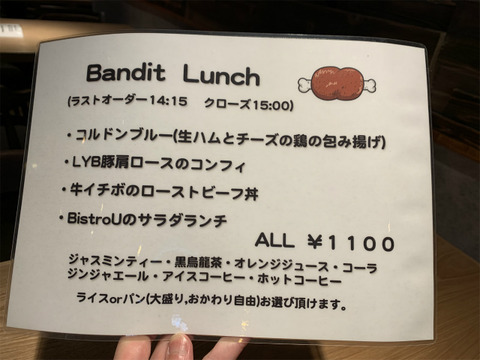 Bandit Lunch
(ラストオーダー14:15 クローズ15:00)
・コルドンブルー(生ハムとチーズの鶏の包み揚げ)
・LYB豚肩ロースのコンフィ
・牛イチボのローストビーフ丼
・BistroUのサラダランチ
ALL ¥1100
ジャスミンティー・黒烏龍茶・オレンジジュース・コーラ
ジンジャエール・アイスコーヒー・ホットコーヒー
ライスorパン(大盛り,おかわり自由)お選び頂けます。